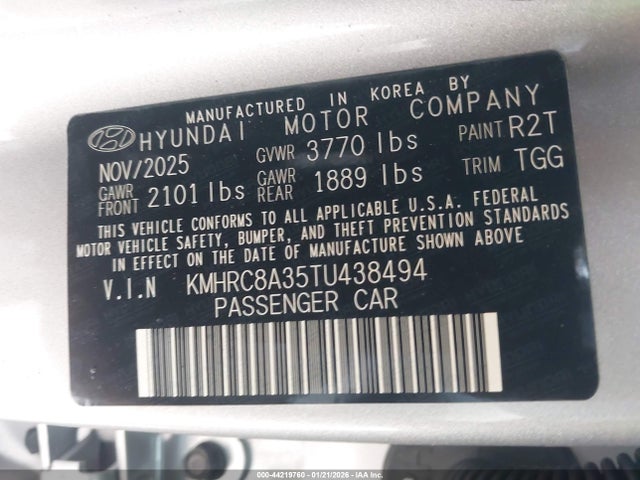 MANUFACTURED IN KOREA BY
HYUNDAI MOTOR COMPANY
NOV/2025 GVWR 3770 lbs PAINT R2T
GAWR FRONT 2101 lbs GAWR REAR 1889 lbs TRIM TGG
THIS VEHICLE CONFORMS TO ALL APPLICABLE U.S.A. FEDERAL
MOTOR VEHICLE SAFETY, BUMPER, AND THEFT PREVENTION STANDARDS
IN EFFECT ON THE DATE OF MANUFACTURE SHOWN ABOVE
V.I.N KMHRC8A35TU438494
PASSENGER CAR
000-44219760 - 01/21/2026 - IAA, LLC.